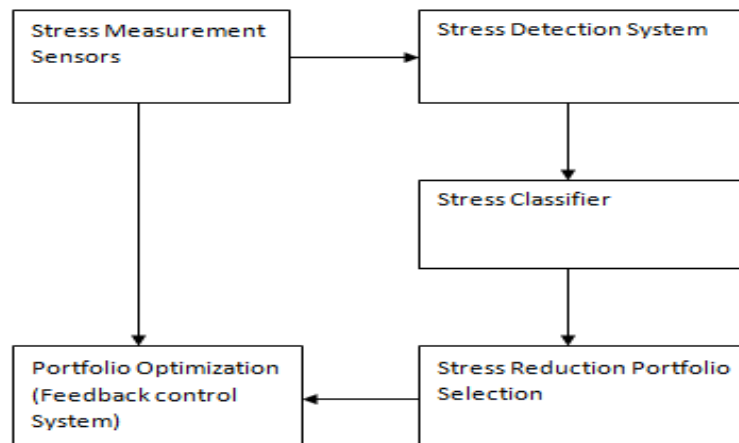 Stress Measurement
Sensors
Stress Detection System
Stress Classifier
Portfolio Optimization
(Feedback control
System)
Stress Reduction Portfolio
Selection